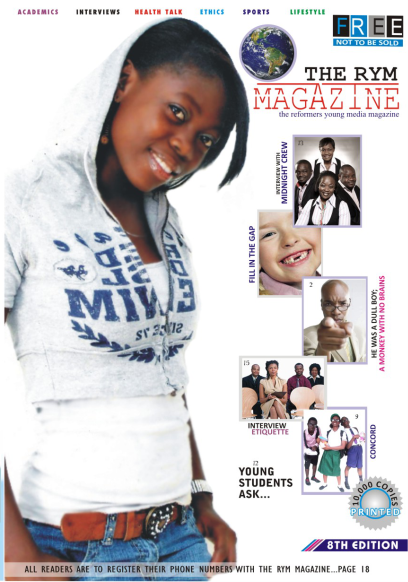 ACADEMICS INTERVIEWS HEALTH TALK ETHICS SPORTS LIFESTYLE
FREE
NOT TO BE SOLD
THE RYM
MAGAZINE
the reformers young media magazine
21
INTERVIEW WITH
MIDNIGHT CREW
FILL IN THE GAP
2
HE WAS A DULL BOY;
A MONKEY WITH NO BRAINS
15
INTERVIEW
ETIQUETTE
9
CONCORD
YOUNG
STUDENTS
ASK...
10,000 COPIES
PRINTED
8TH EDITION
ALL READERS ARE TO REGISTER THEIR PHONE NUMBERS WITH THE RYM MAGAZINE...PAGE 18